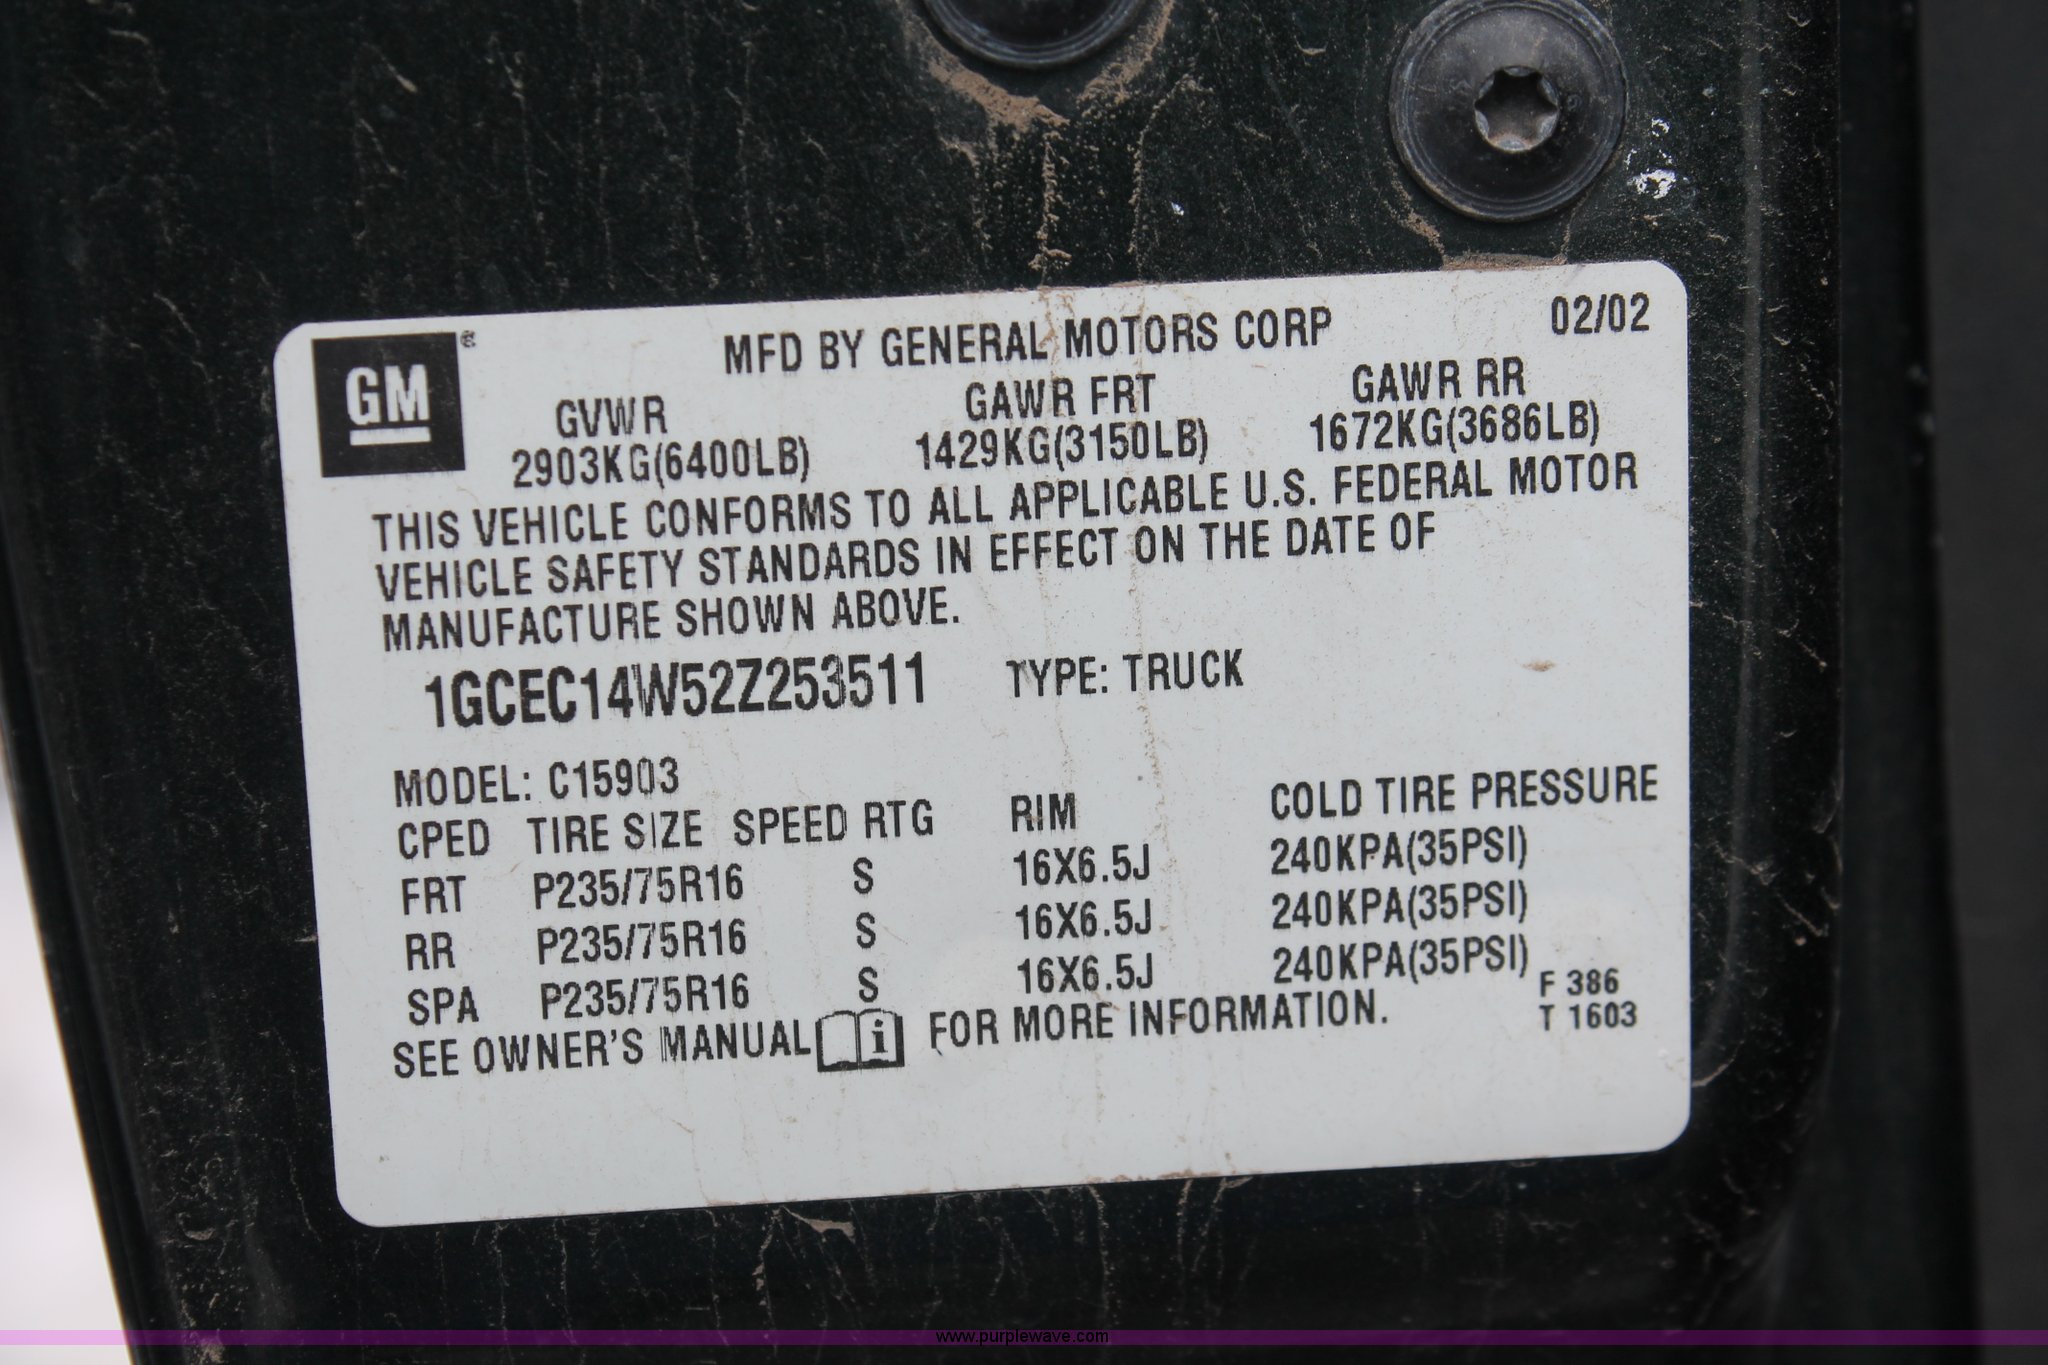 GM®
MFD BY GENERAL MOTORS CORP 02/02
GVWR GAWR FRT GAWR RR
2903KG(6400LB) 1429KG(3150LB) 1672KG(3686LB)
THIS VEHICLE CONFORMS TO ALL APPLICABLE U.S. FEDERAL MOTOR
VEHICLE SAFETY STANDARDS IN EFFECT ON THE DATE OF
MANUFACTURE SHOWN ABOVE.
1GCEC14W52Z253511 TYPE: TRUCK
MODEL: C15903
CPED TIRE SIZE SPEED RTG RIM COLD TIRE PRESSURE
FRT P235/75R16 S 16X6.5J 240KPA(35PSI)
RR P235/75R16 S 16X6.5J 240KPA(35PSI)
SPA P235/75R16 S 16X6.5J 240KPA(35PSI)
SEE OWNER'S MANUAL i FOR MORE INFORMATION.
F 386
T 1603
www.purplewave.com